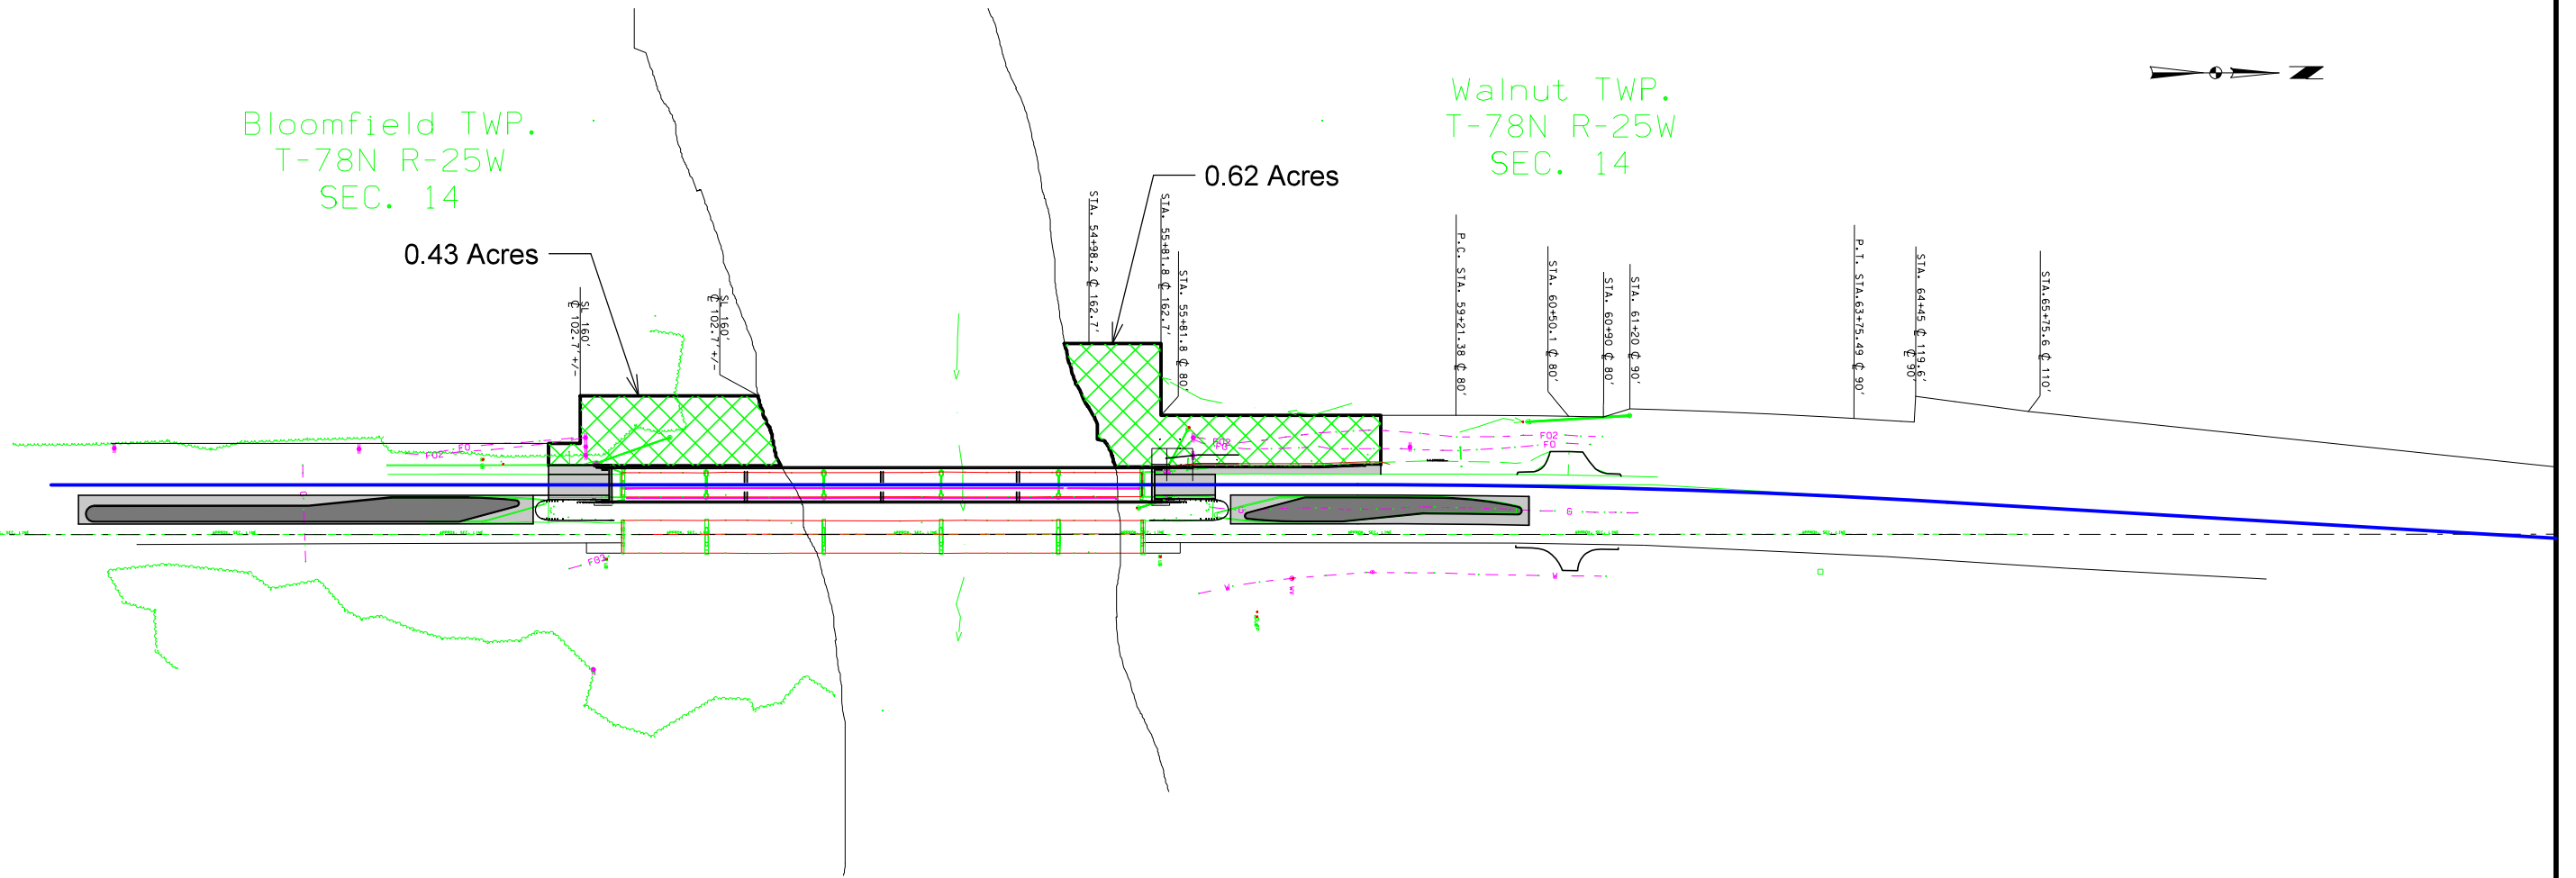 Bloomfield TWP.
T-78N R-25W
SEC. 14
Walnut TWP.
T-78N R-25W
SEC. 14
N
0.43 Acres
0.62 Acres
SL 160'
℄ 102.7' +/-
SL 160'
℄ 102.7' +/-
STA. 54+98.2 ℄ 162.7'
STA. 55+81.8 ℄ 162.7'
STA. 55+81.8 ℄ 80'
P.C. STA. 59+21.38 ℄ 80'
STA. 60+50.1 ℄ 80'
STA. 60+90 ℄ 80'
STA. 61+20 ℄ 90'
P.T. STA.63+75.49 ℄ 90'
STA. 64+45 ℄ 119.6'
℄ 90'
STA.65+75.6 ℄ 110'
FO2
FO
FO2
FO
FO2
FO
G
G
FO3
W
W